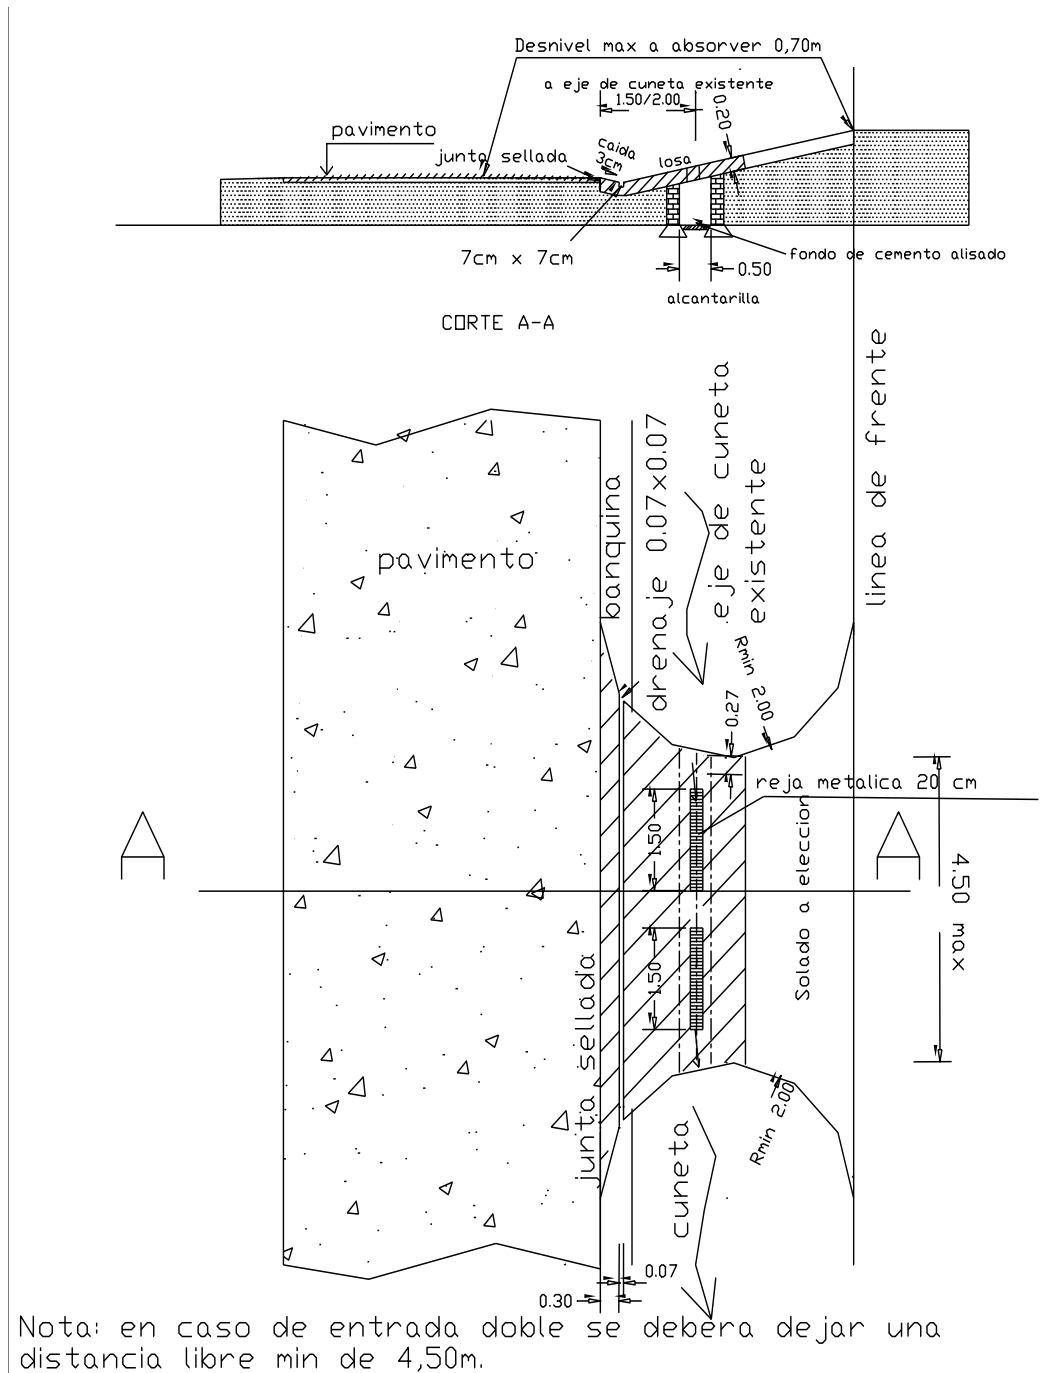 Desnivel max a absorver 0,70m
a eje de cuneta existente
1.50/2.00
0.20
pavimento
junta sellada
caida
3cm
losa
7cm x 7cm
fondo de cemento alisado
0.50
alcantarilla
CORTE A-A
linea de frente
banquina
drenaje 0.07x0.07
eje de cuneta
existente
pavimento
Rmin 2.00
0.27
reja metalica 20 cm
1.50
Solado a eleccion
4.50 max
A
A
1.50
junta sellada
Rmin 2.00
cuneta
0.07
0.30
Nota: en caso de entrada doble se debera dejar una
distancia libre min de 4,50m.